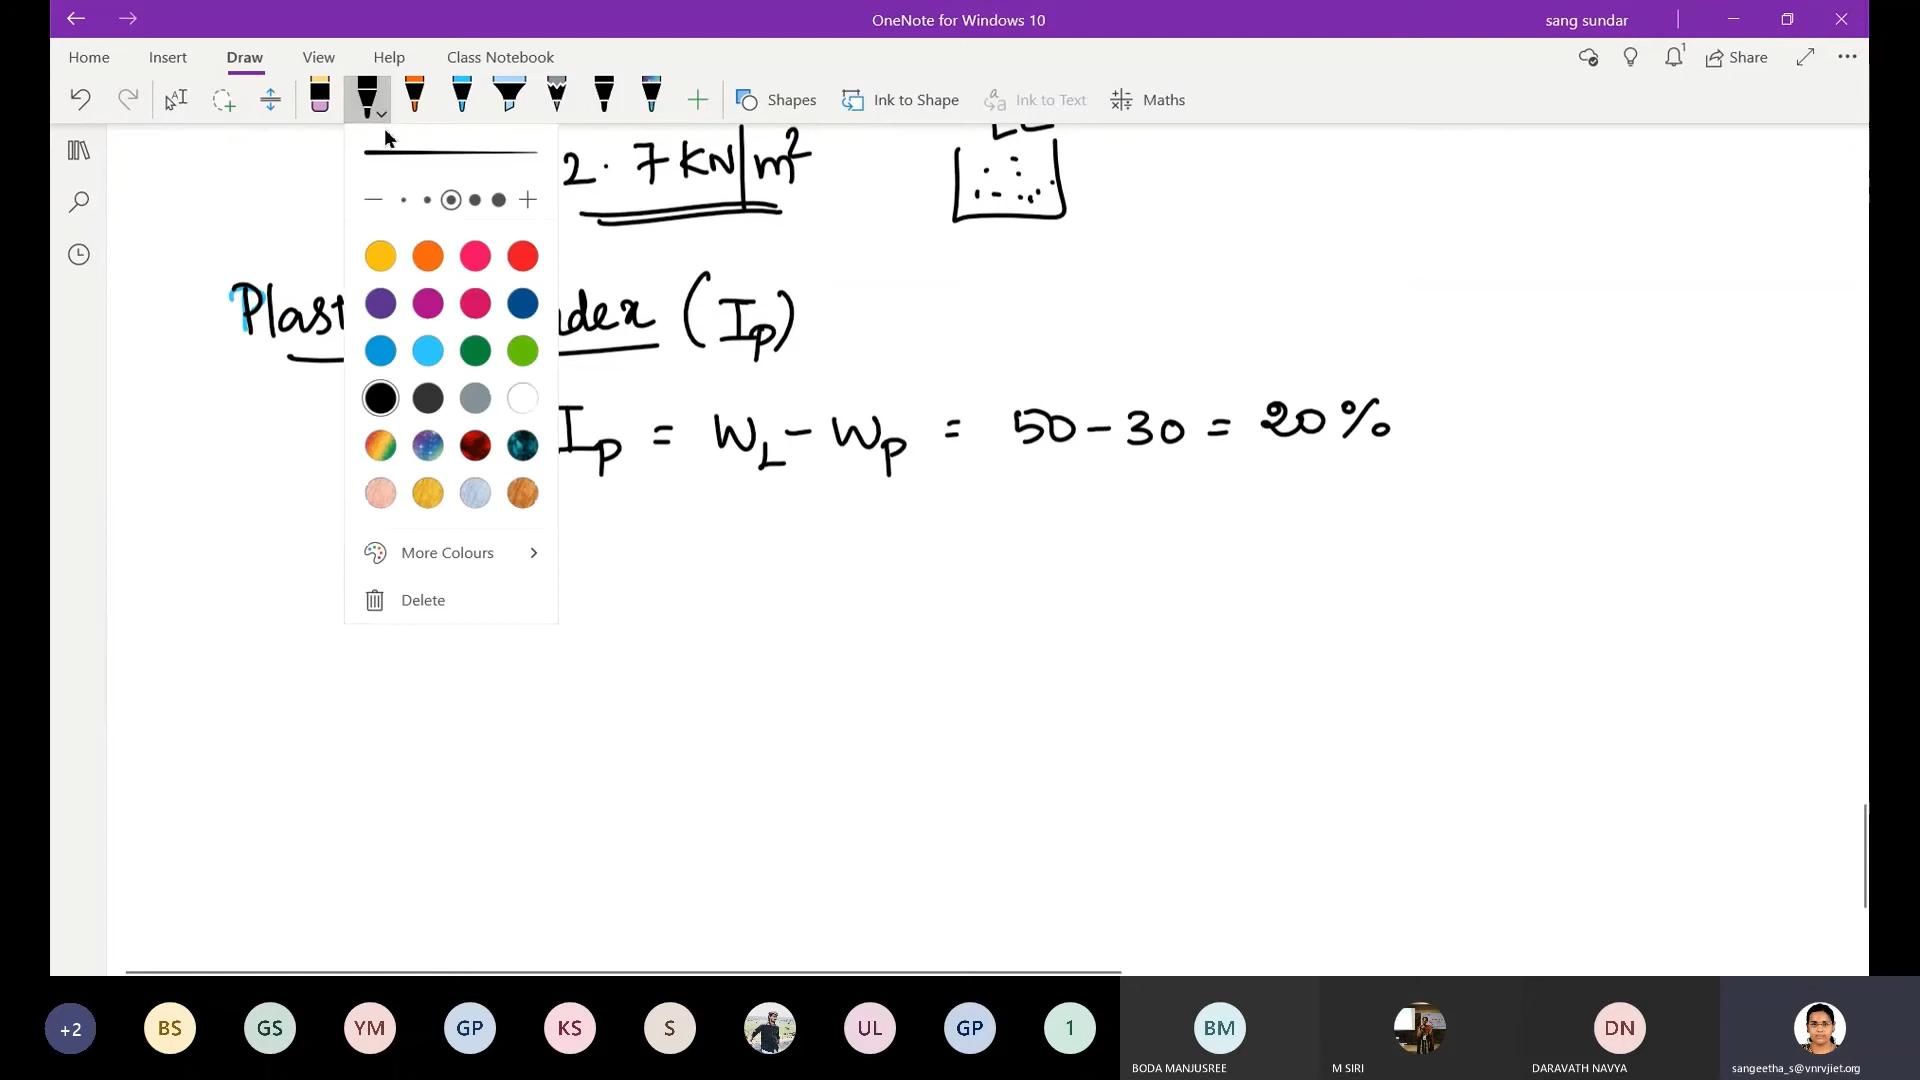 OneNote for Windows 10
sang sundar
Home Insert Draw View Help Class Notebook
1
Share
Shapes
Ink to Shape
Ink to Text
Maths
2.7 KN|m²
Plast dex (Ip)
Ip = WL - Wp = 50 - 30 = 20 %
More Colours
Delete
+2 BS GS YM GP KS S UL GP 1 BM DN
BODA MANJUSREE M SIRI DARAVATH NAVYA sangeetha_s@vnrvjiet.org